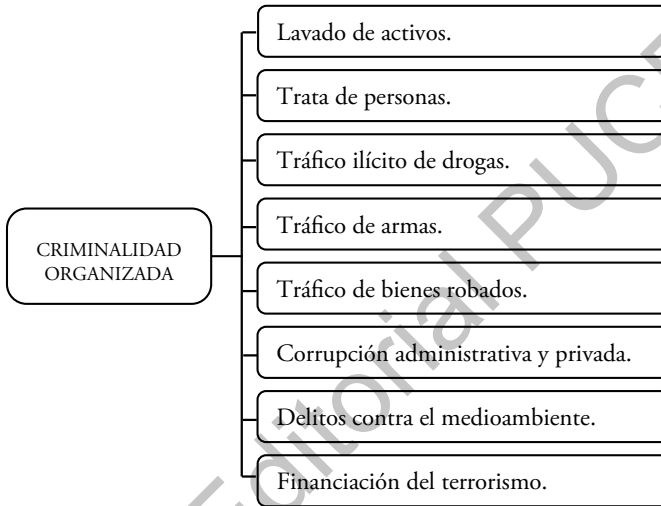 Lavado de activos.
Trata de personas.
Tráfico ilícito de drogas.
Tráfico de armas.
CRIMINALIDAD
ORGANIZADA
Tráfico de bienes robados.
Corrupción administrativa y privada.
Delitos contra el medioambiente.
Financiación del terrorismo.
Editorial PUC